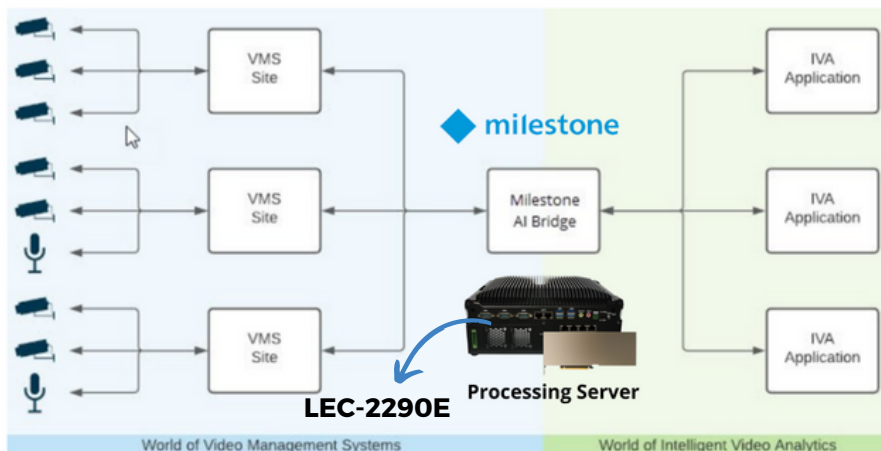 VMS
Site
IVA
Application
milestone
VMS
Site
Milestone
AI Bridge
IVA
Application
VMS
Site
IVA
Application
LEC-2290E
Processing Server
World of Video Management Systems
World of Intelligent Video Analytics